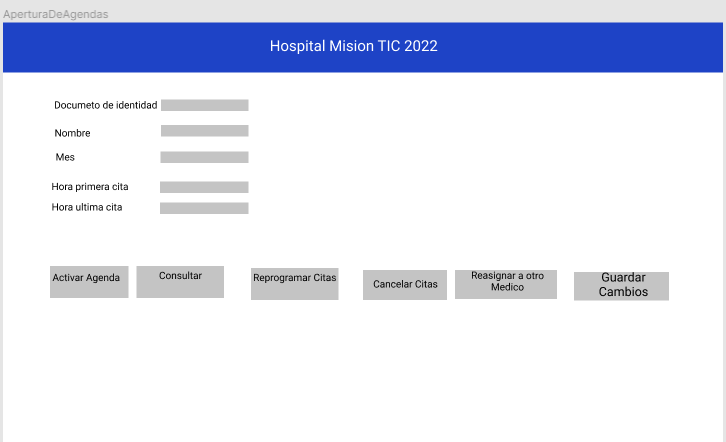 AperturaDeAgendas
Hospital Mision TIC 2022
Documeto de identidad
Nombre
Mes
Hora primera cita
Hora ultima cita
Activar Agenda
Consultar
Reprogramar Citas
Cancelar Citas
Reasignar a otro
Medico
Guardar
Cambios